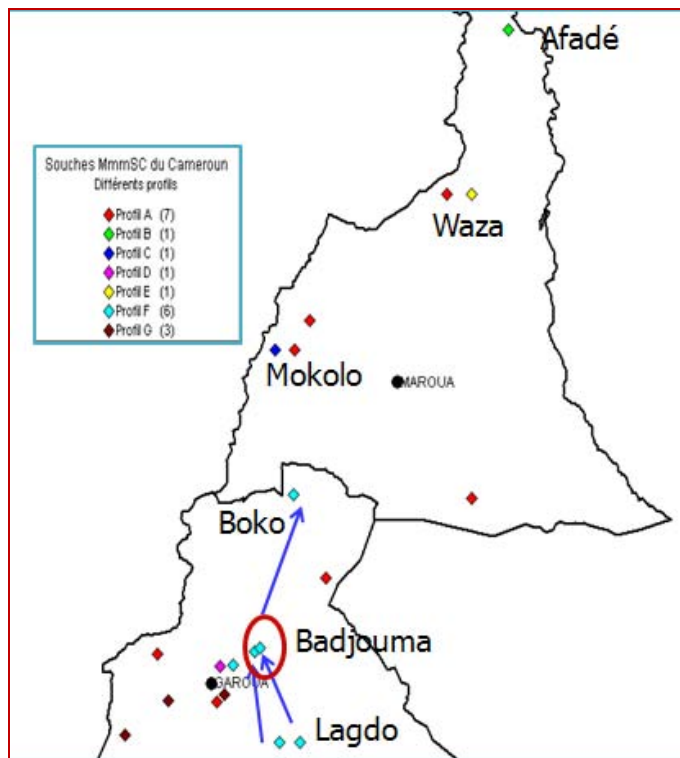 Afadé
Souches MmmSC du Cameroun
Différents profils
Profil A (7)
Profil B (1)
Profil C (1)
Profil D (1)
Profil E (1)
Profil F (6)
Profil G (3)
Waza
Mokolo
MAROUA
Boko
Badjouma
GAROUA
Lagdo